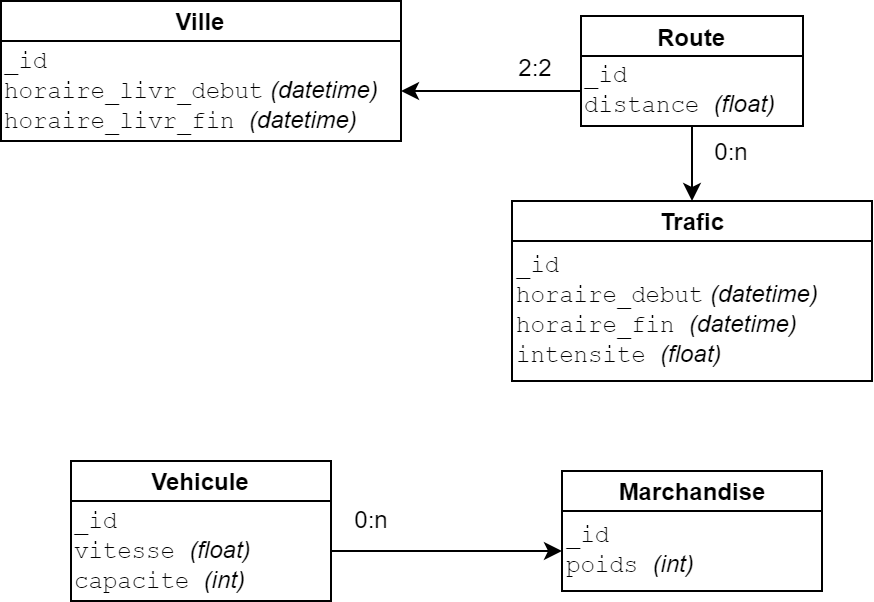 Ville
_id
horaire_livr_debut (datetime)
horaire_livr_fin (datetime)
2:2
Route
_id
distance (float)
0:n
Trafic
_id
horaire_debut (datetime)
horaire_fin (datetime)
intensite (float)
Vehicule
_id
vitesse (float)
capacite (int)
0:n
Marchandise
_id
poids (int)